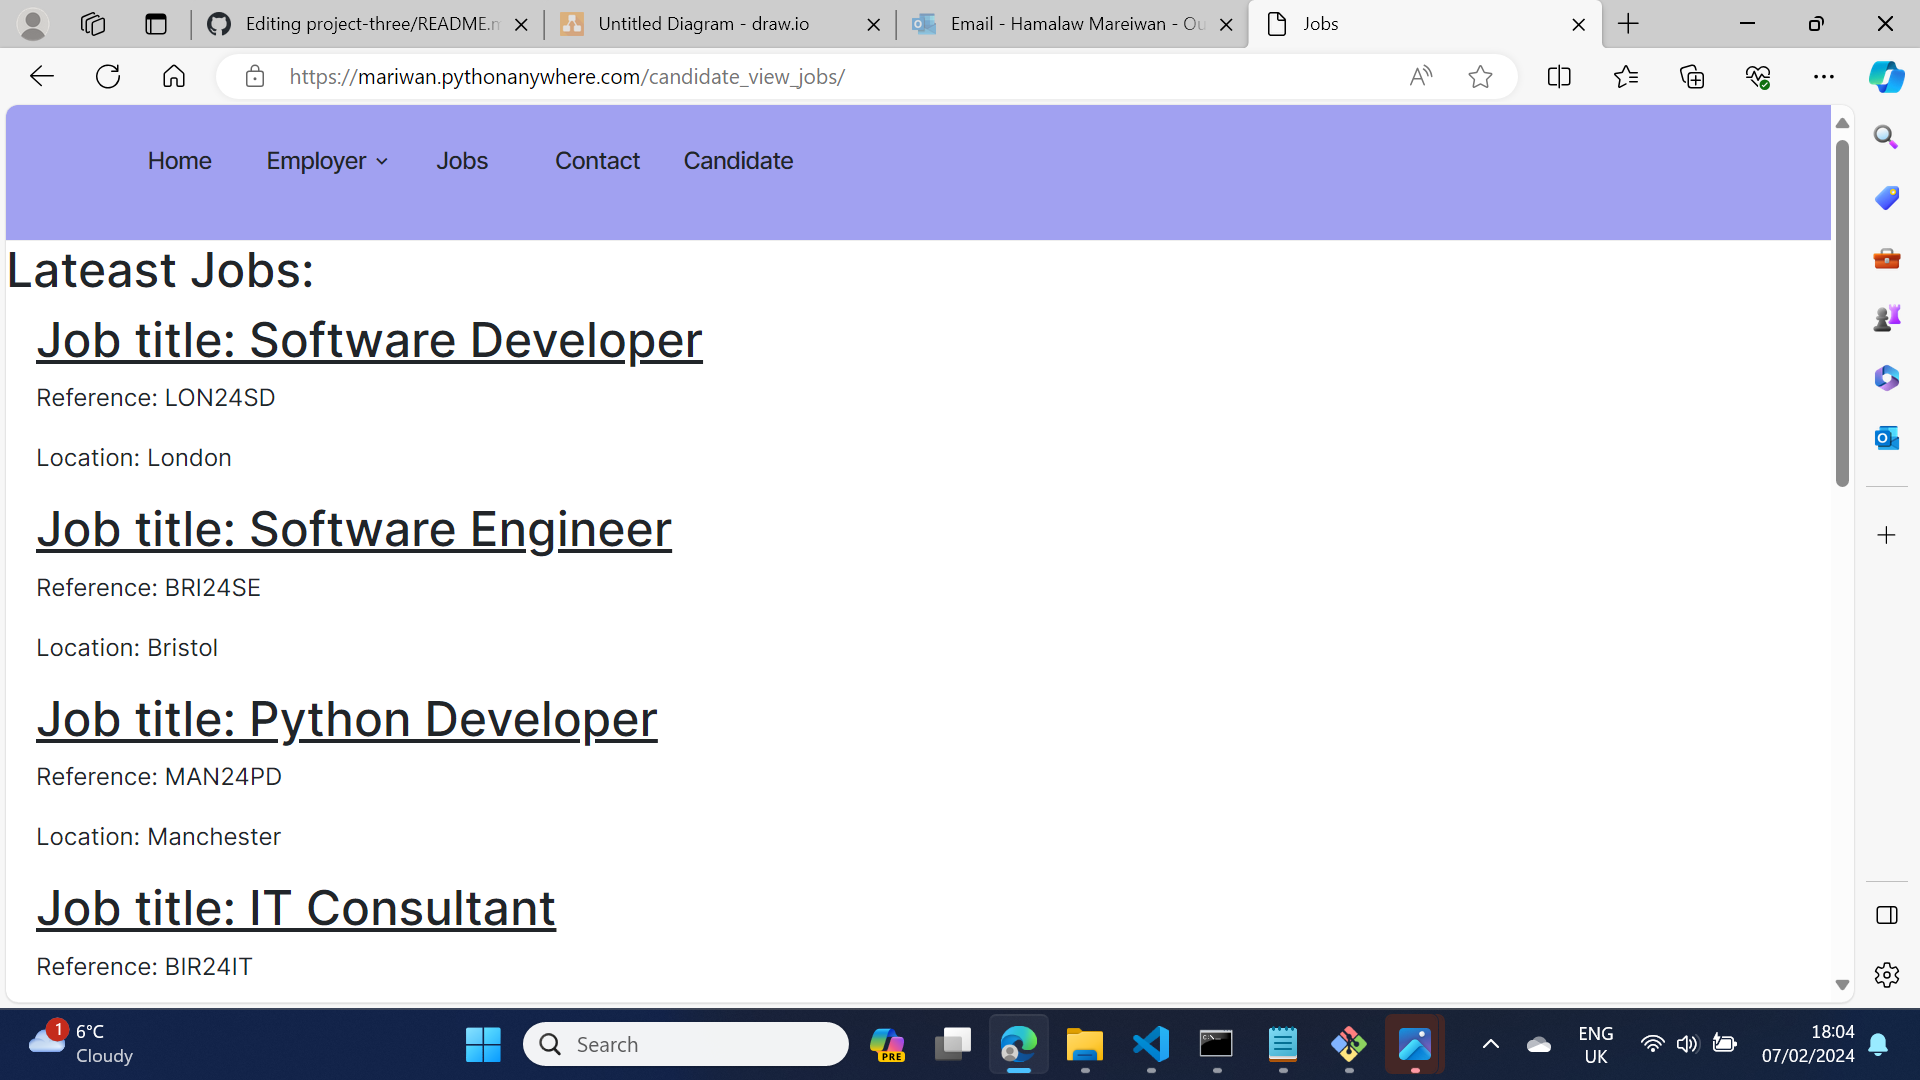 Editing project-three/README.m
Untitled Diagram - draw.io
Email - Hamalaw Mareiwan - Ou
Jobs
https://mariwan.pythonanywhere.com/candidate_view_jobs/
Home Employer Jobs Contact Candidate
Lateast Jobs:
Job title: Software Developer
Reference: LON24SD
Location: London
Job title: Software Engineer
Reference: BRI24SE
Location: Bristol
Job title: Python Developer
Reference: MAN24PD
Location: Manchester
Job title: IT Consultant
Reference: BIR24IT
1
6°C
Cloudy
Search
PRE
ENG
UK
18:04
07/02/2024